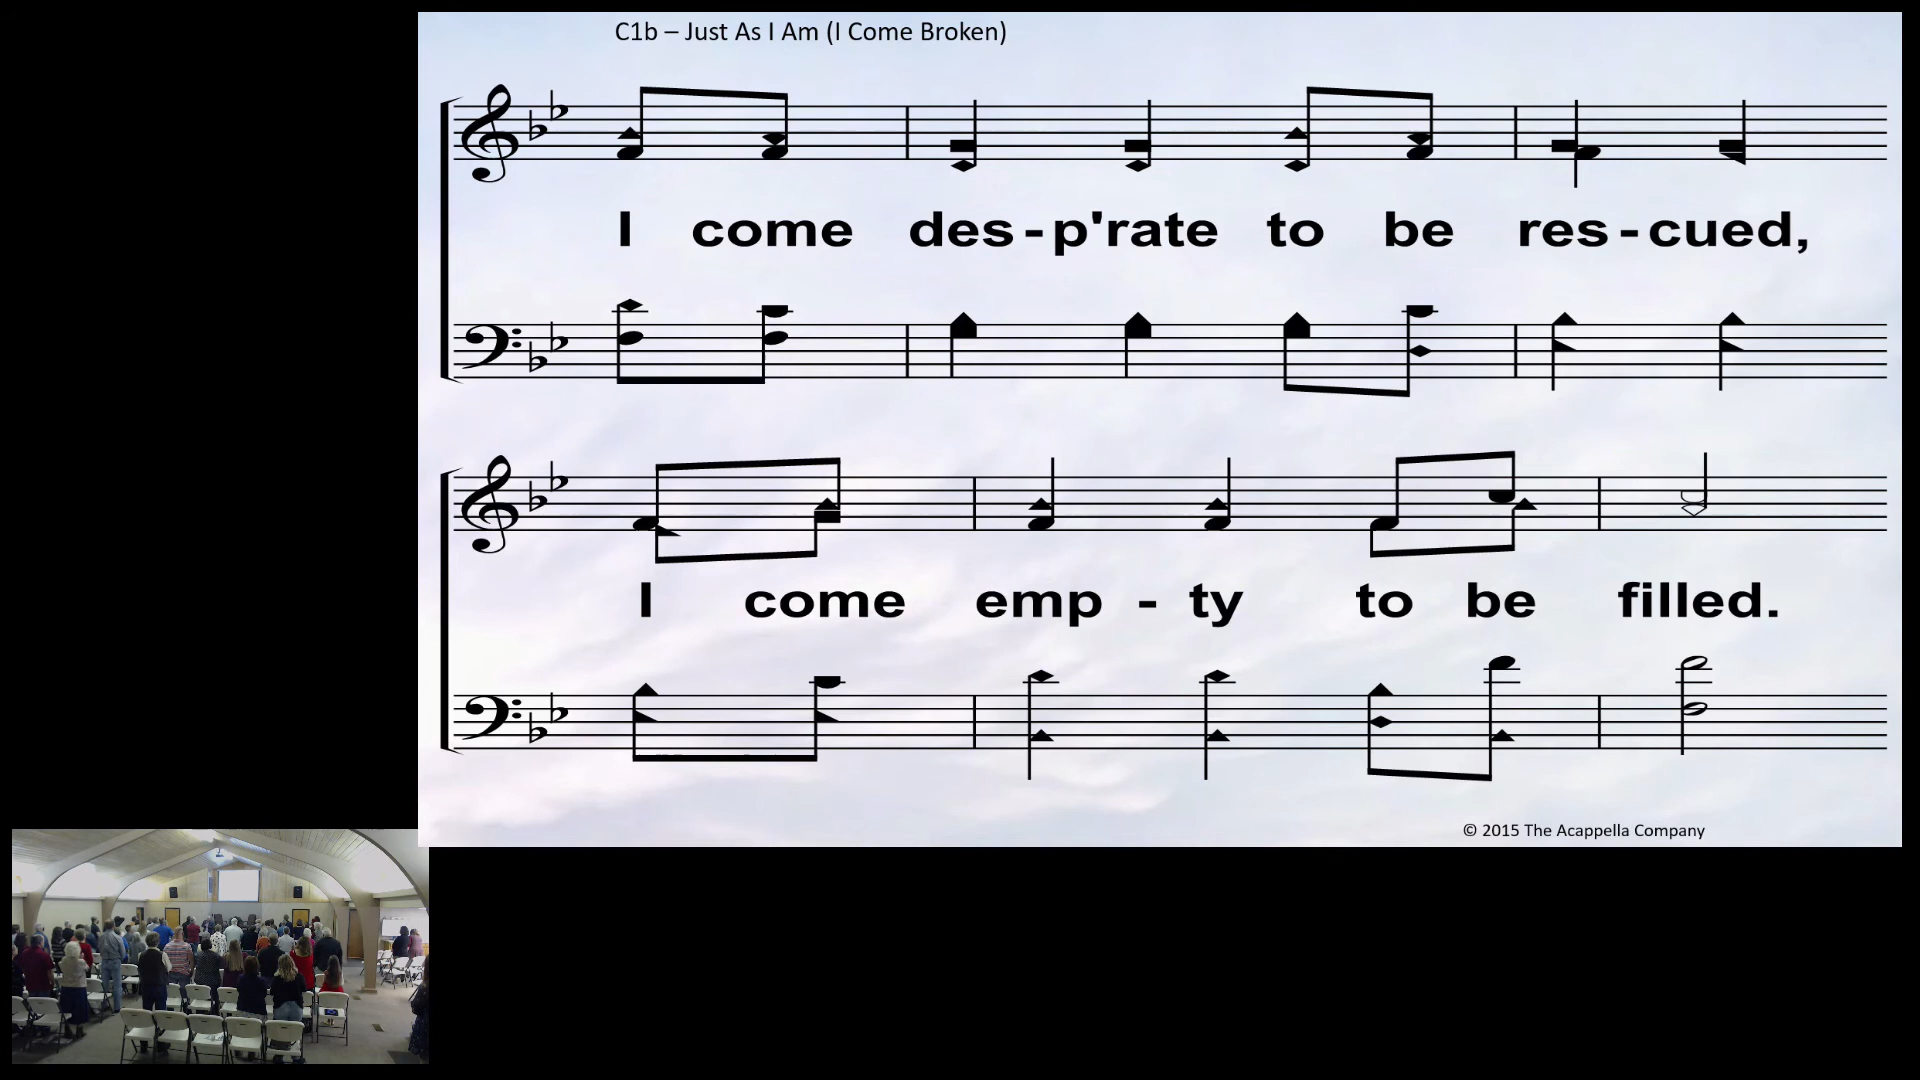 C1b – Just As I Am (I Come Broken)
I come des-p'rate to be res-cued,
I come emp - ty to be filled.
© 2015 The Acappella Company